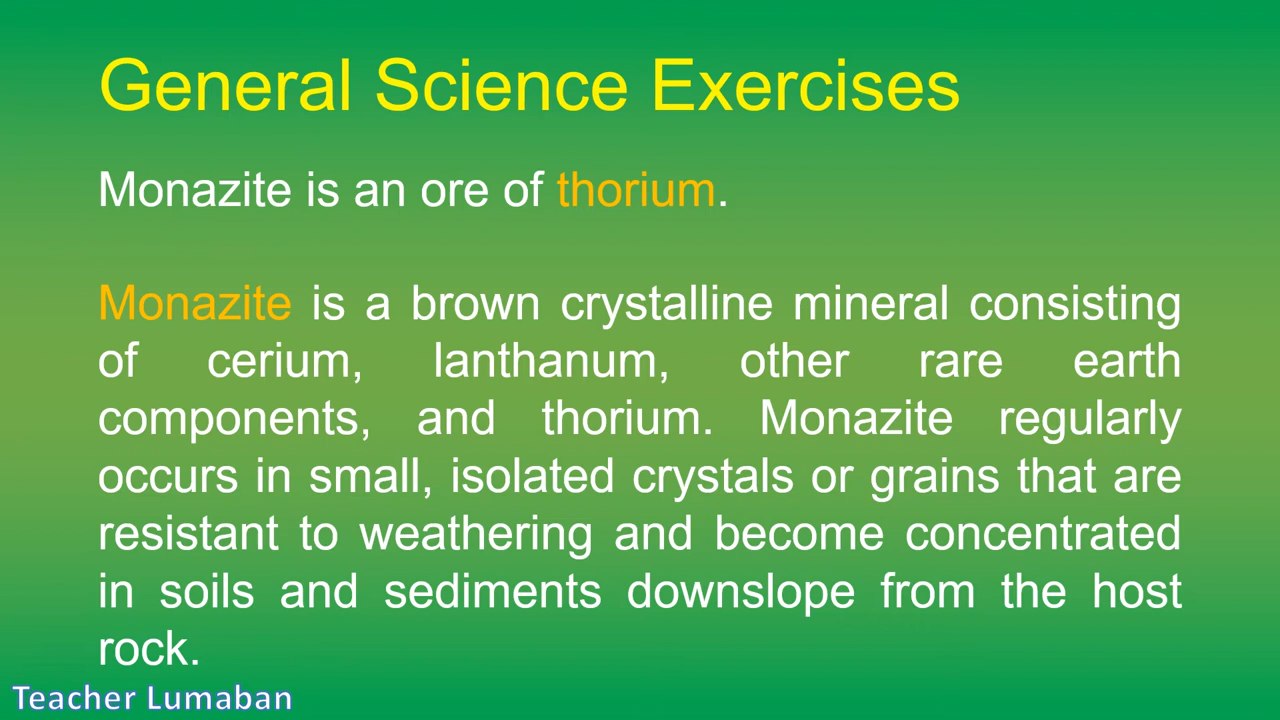 General Science Exercises
Monazite is an ore of thorium.
Monazite is a brown crystalline mineral consisting
of cerium, lanthanum, other rare earth
components, and thorium. Monazite regularly
occurs in small, isolated crystals or grains that are
resistant to weathering and become concentrated
in soils and sediments downslope from the host
rock.
Teacher Lumaban